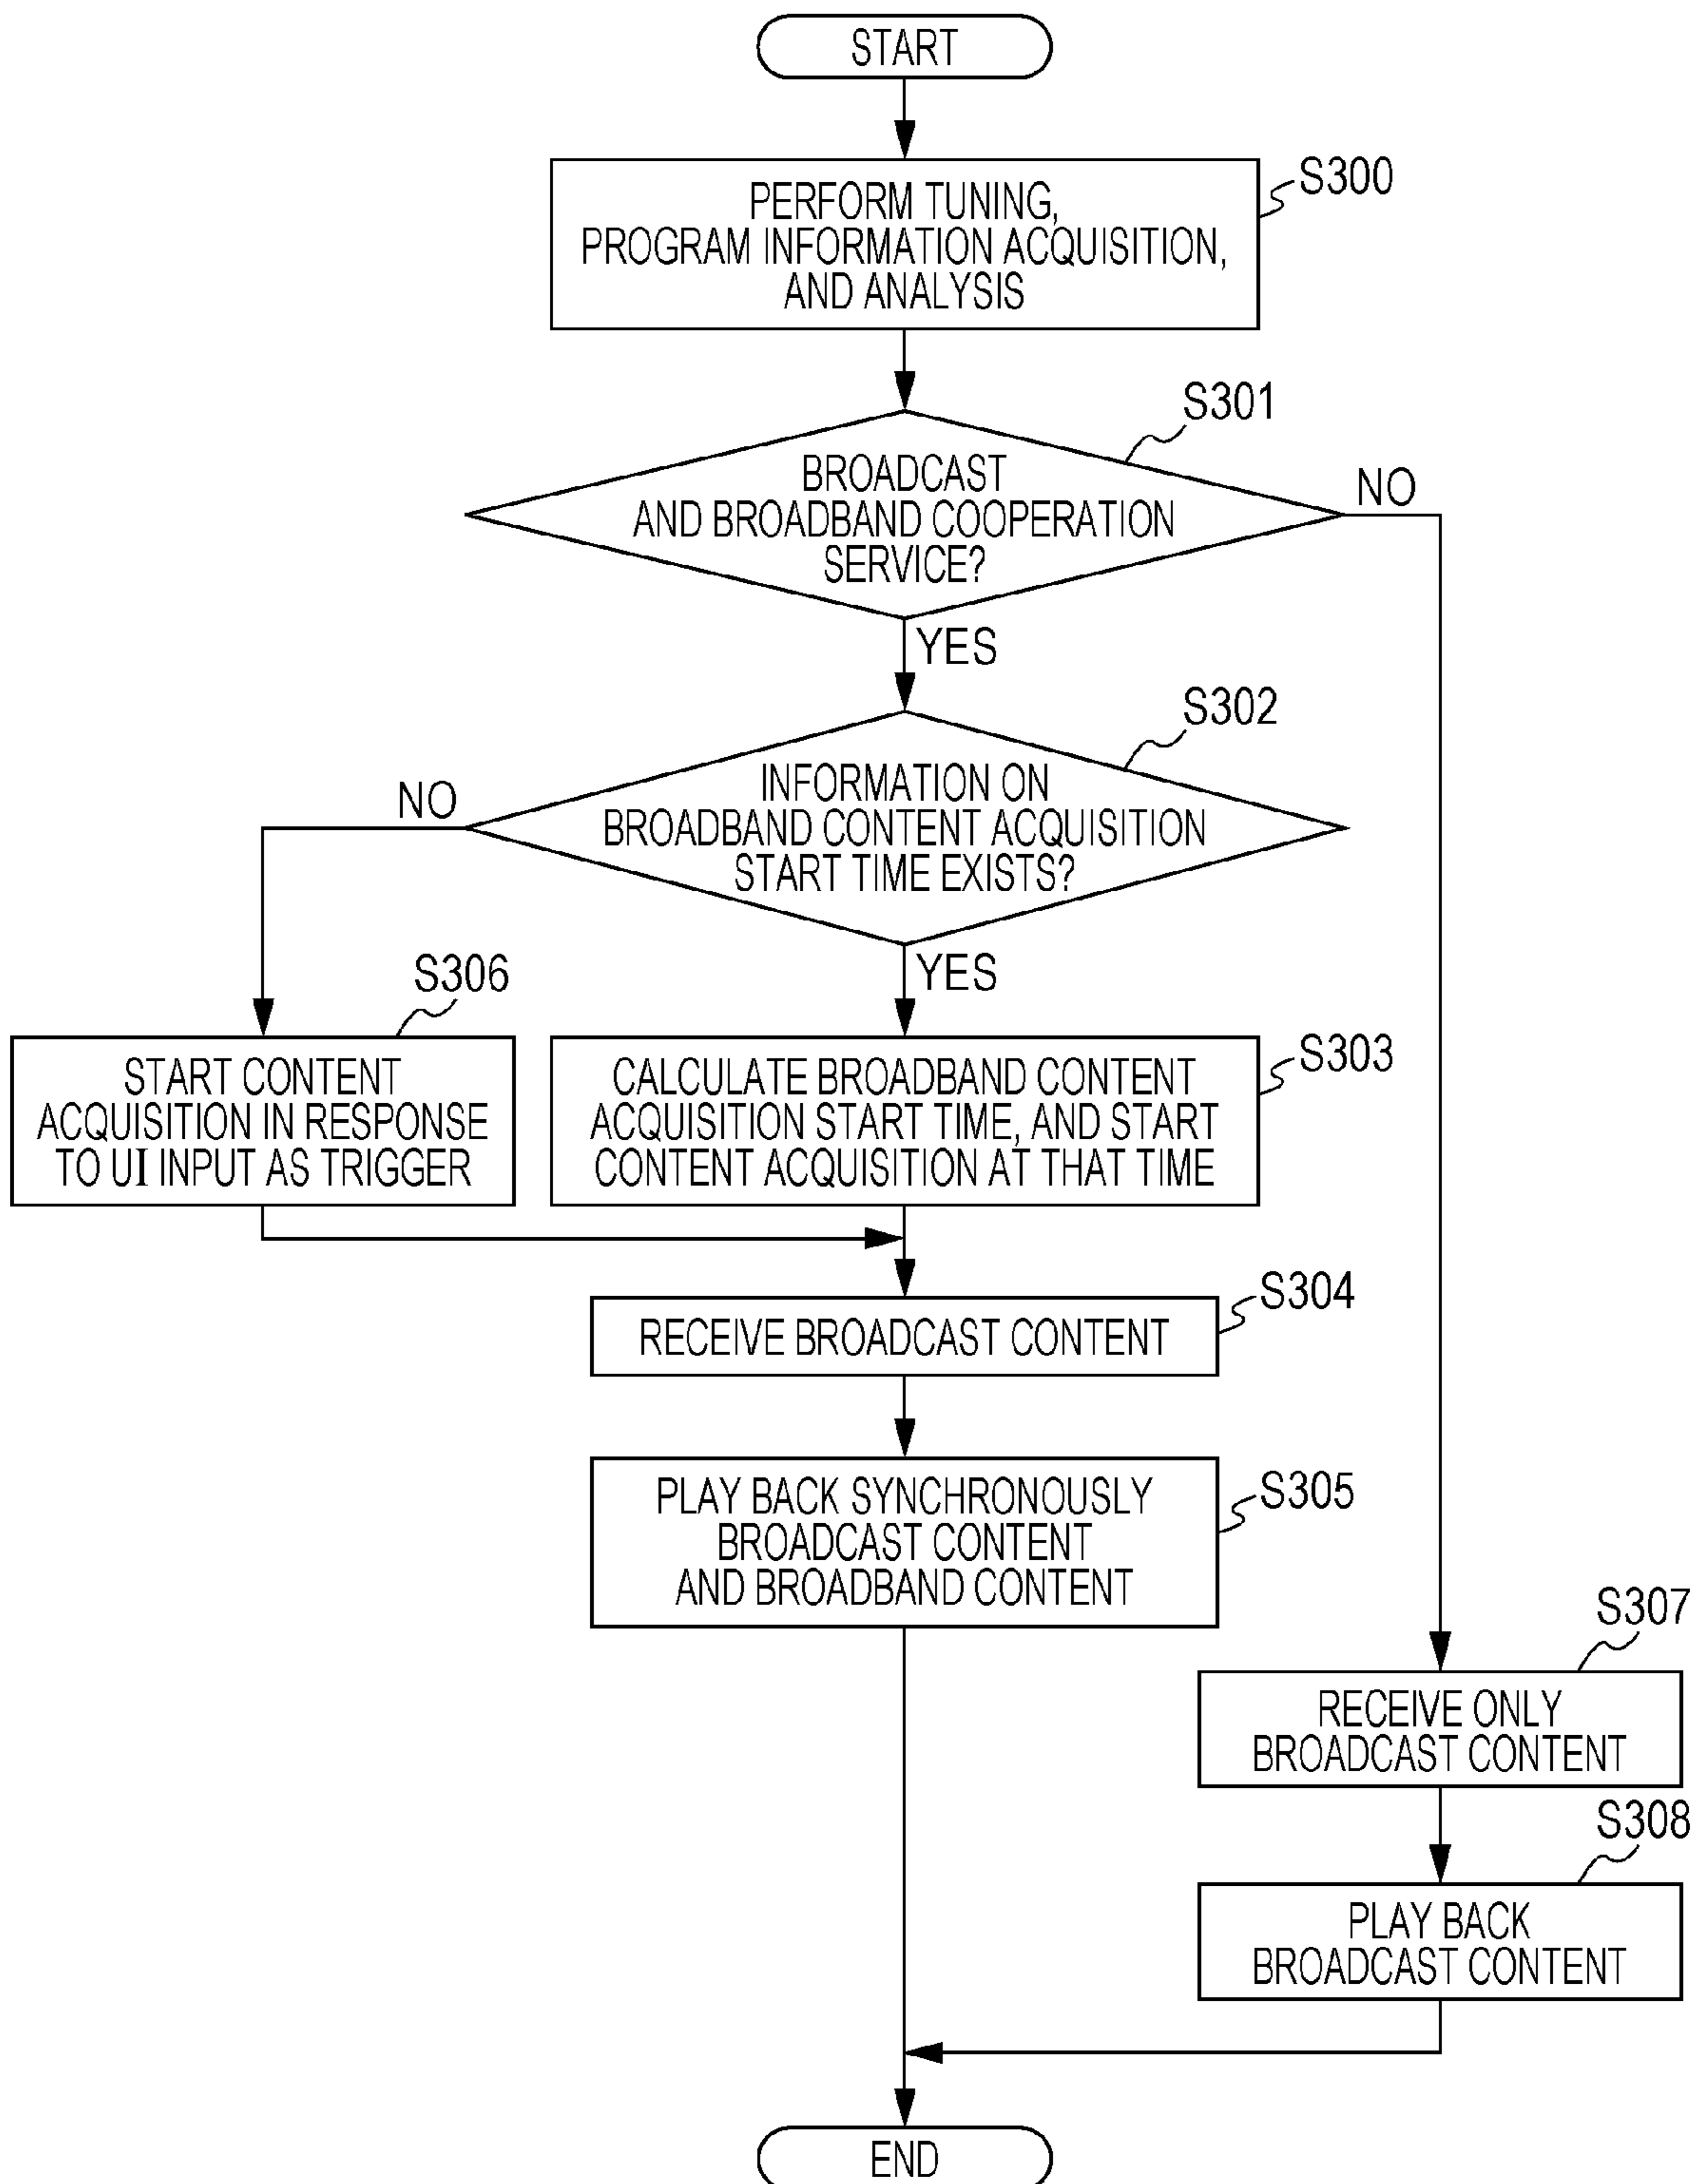 START
S300
PERFORM TUNING,
PROGRAM INFORMATION ACQUISITION,
AND ANALYSIS
S301
BROADCAST
AND BROADBAND COOPERATION
SERVICE?
NO
YES
S302
INFORMATION ON
BROADBAND CONTENT ACQUISITION
START TIME EXISTS?
NO
YES
S306
START CONTENT
ACQUISITION IN RESPONSE
TO UI INPUT AS TRIGGER
S303
CALCULATE BROADBAND CONTENT
ACQUISITION START TIME, AND START
CONTENT ACQUISITION AT THAT TIME
S304
RECEIVE BROADCAST CONTENT
S305
PLAY BACK SYNCHRONOUSLY
BROADCAST CONTENT
AND BROADBAND CONTENT
S307
RECEIVE ONLY
BROADCAST CONTENT
S308
PLAY BACK
BROADCAST CONTENT
END